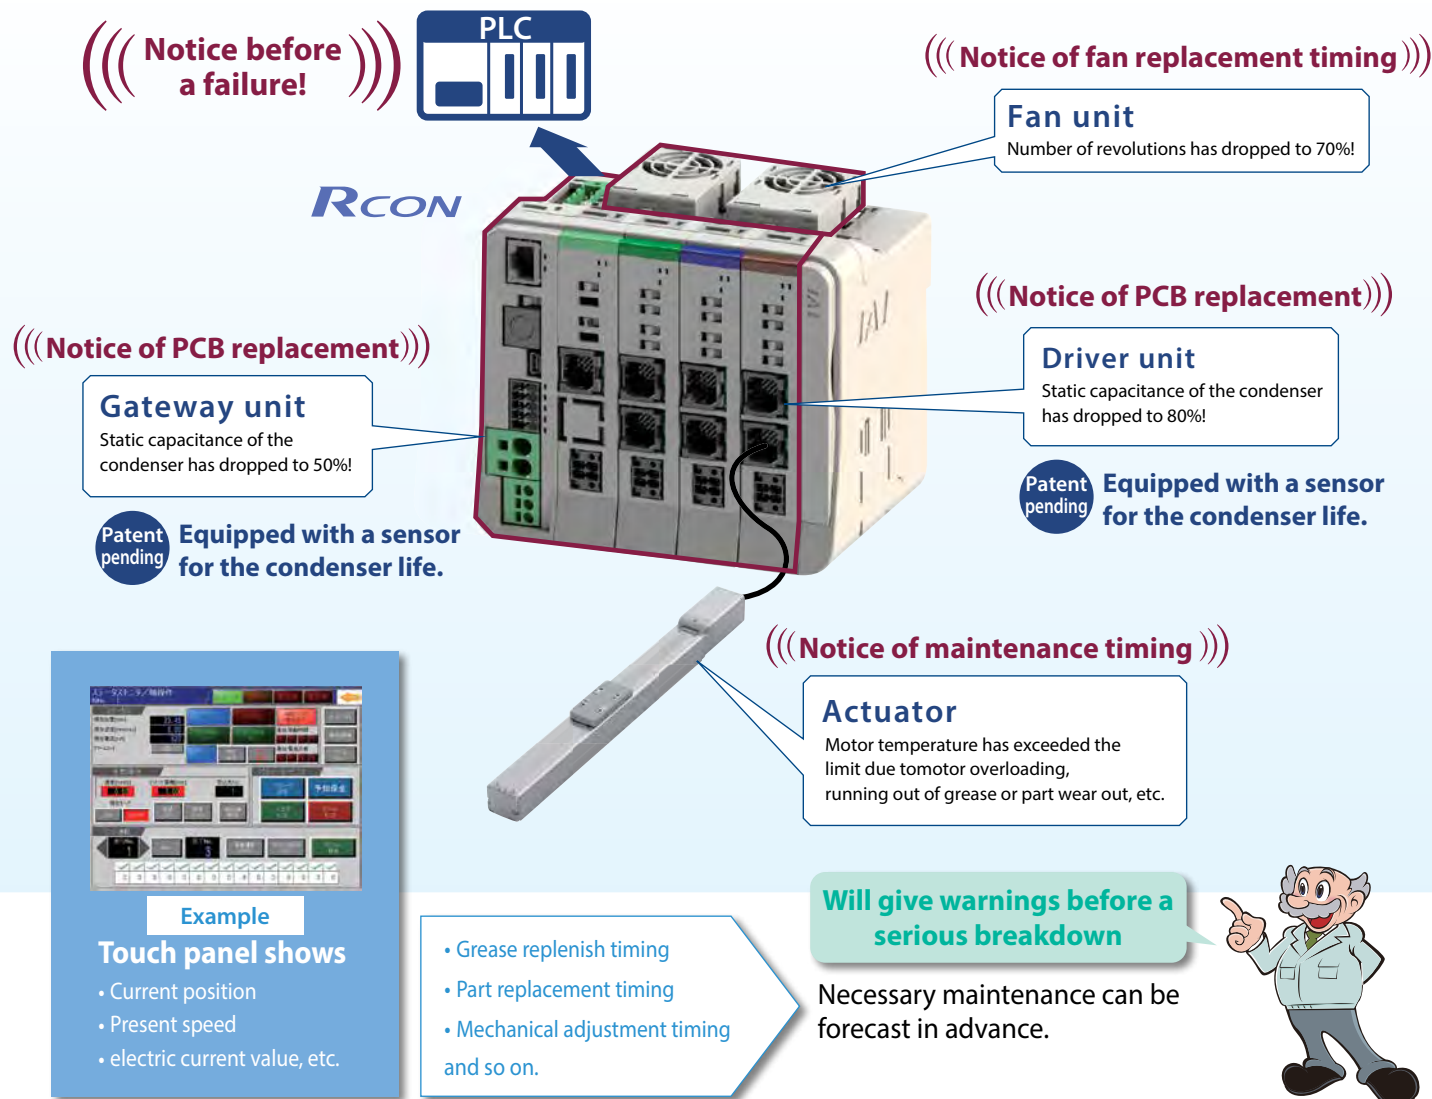 Notice before
a failure!
PLC
Notice of fan replacement timing
Fan unit
Number of revolutions has dropped to 70%!
RCON
Notice of PCB replacement
Gateway unit
Static capacitance of the
condenser has dropped to 50%!
Patent
pending
Equipped with a sensor
for the condenser life.
Notice of PCB replacement
Driver unit
Static capacitance of the condenser
has dropped to 80%!
Patent
pending
Equipped with a sensor
for the condenser life.
Notice of maintenance timing
Actuator
Motor temperature has exceeded the
limit due tomotor overloading,
running out of grease or part wear out, etc.
Example
Touch panel shows
• Current position
• Present speed
• electric current value, etc.
• Grease replenish timing
• Part replacement timing
• Mechanical adjustment timing
and so on.
Will give warnings before a
serious breakdown
Necessary maintenance can be
forecast in advance.